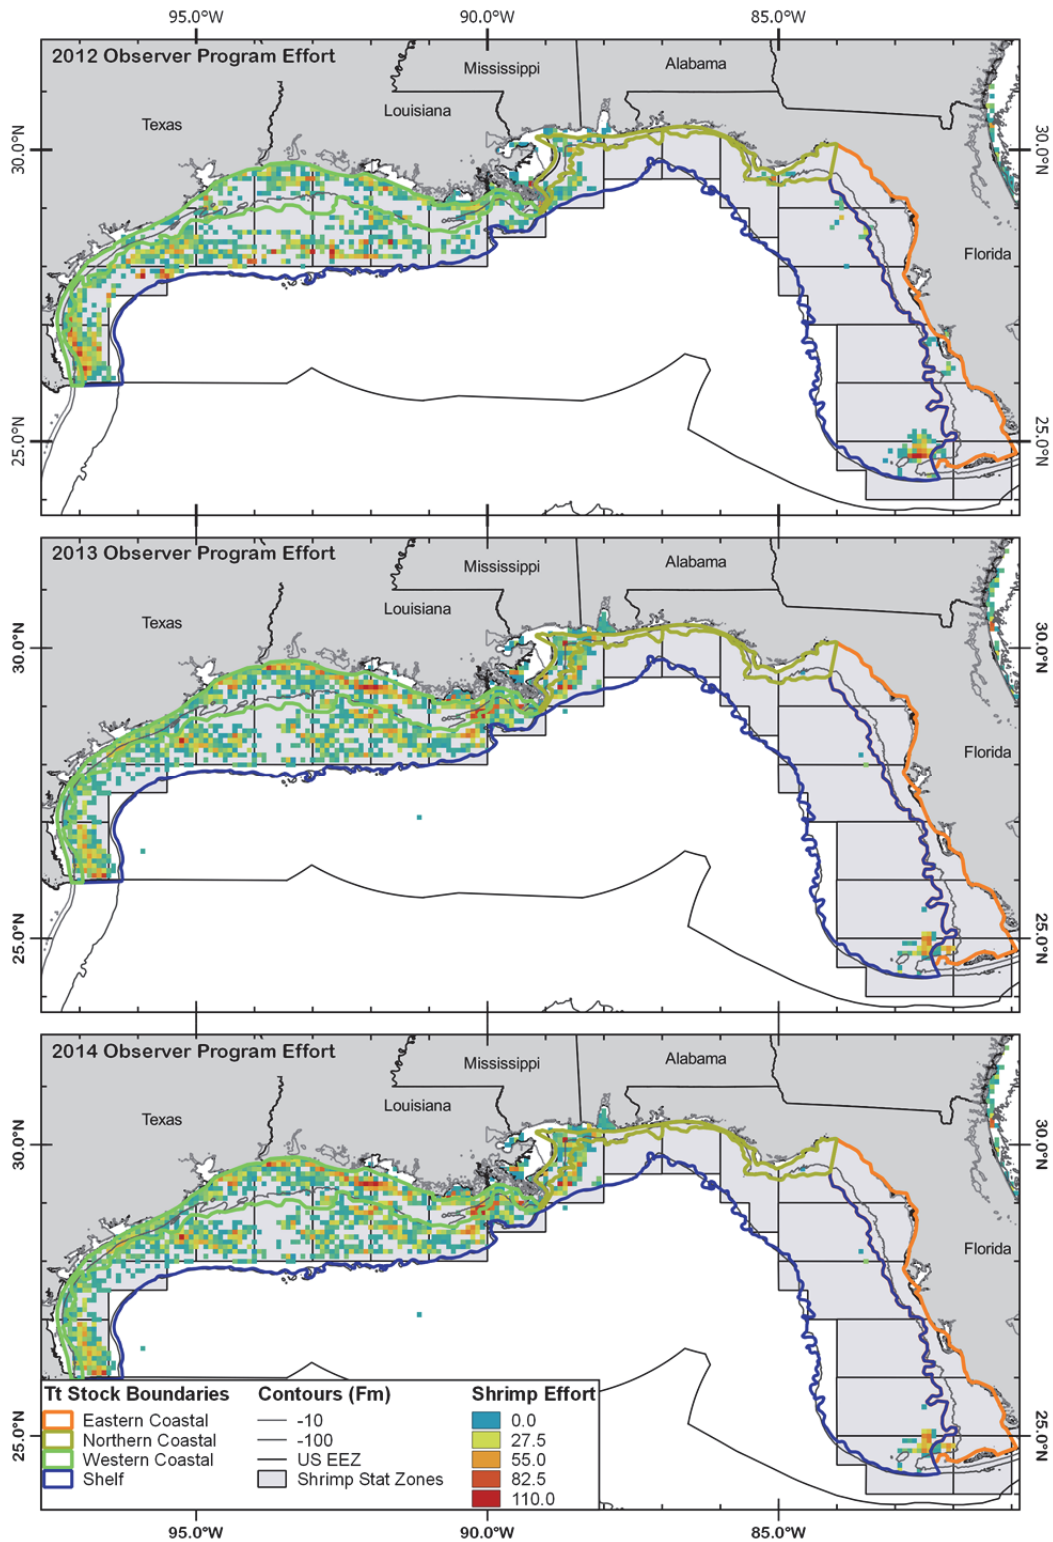 95.0°W 90.0°W 85.0°W
2012 Observer Program Effort
Mississippi
Alabama
Louisiana
Texas
30.0°N
30.0°N
Florida
25.0°N
25.0°N
2013 Observer Program Effort
Mississippi
Alabama
Louisiana
Texas
30.0°N
30.0°N
Florida
25.0°N
25.0°N
2014 Observer Program Effort
Mississippi
Alabama
Louisiana
Texas
30.0°N
30.0°N
Florida
25.0°N
25.0°N
Tt Stock Boundaries
Eastern Coastal
Northern Coastal
Western Coastal
Shelf
Contours (Fm)
-10
-100
US EEZ
Shrimp Stat Zones
Shrimp Effort
0.0
27.5
55.0
82.5
110.0
95.0°W 90.0°W 85.0°W